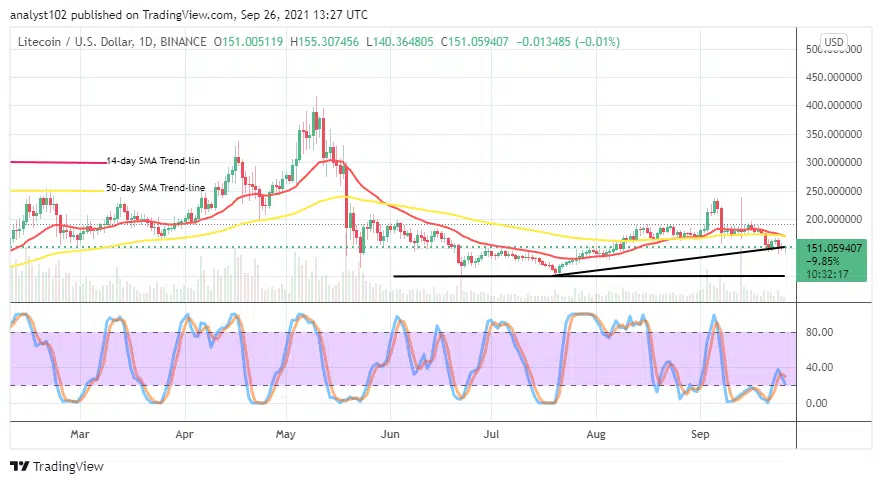 analyst102 published on TradingView.com, Sep 26, 2021 13:27 UTC
Litecoin / U.S. Dollar, 1D, BINANCE O151.005119 H155.307456 L140.364805 C151.059407 −0.013485 (−0.01%)
USD
500.000000
450.000000
400.000000
350.000000
300.000000
250.000000
200.000000
14-day SMA Trend-lin
50-day SMA Trend-line
151.059407
−9.85%
10:32:17
80.00
40.00
0.00
Mar Apr May Jun Jul Aug Sep
TradingView